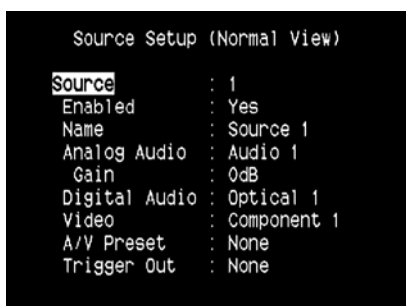 Source Setup (Normal View)
Source : 1
Enabled : Yes
Name : Source 1
Analog Audio : Audio 1
Gain : 0dB
Digital Audio : Optical 1
Video : Component 1
A/V Preset : None
Trigger Out : None